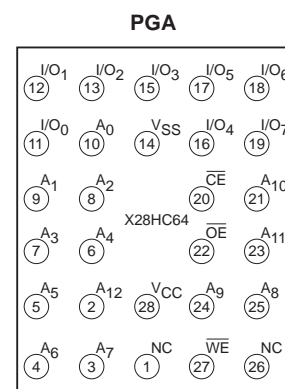 PGA
I/O1 I/O2 I/O3 I/O5 I/O6
12 13 15 17 18
I/O0 A0 VSS I/O4 I/O7
11 10 14 16 19
A1 A2 CE A10
9 8 20 21
X28HC64
A3 A4 OE A11
7 6 22 23
A5 A12 VCC A9 A8
5 2 28 24 25
A6 A7 NC WE NC
4 3 1 27 26